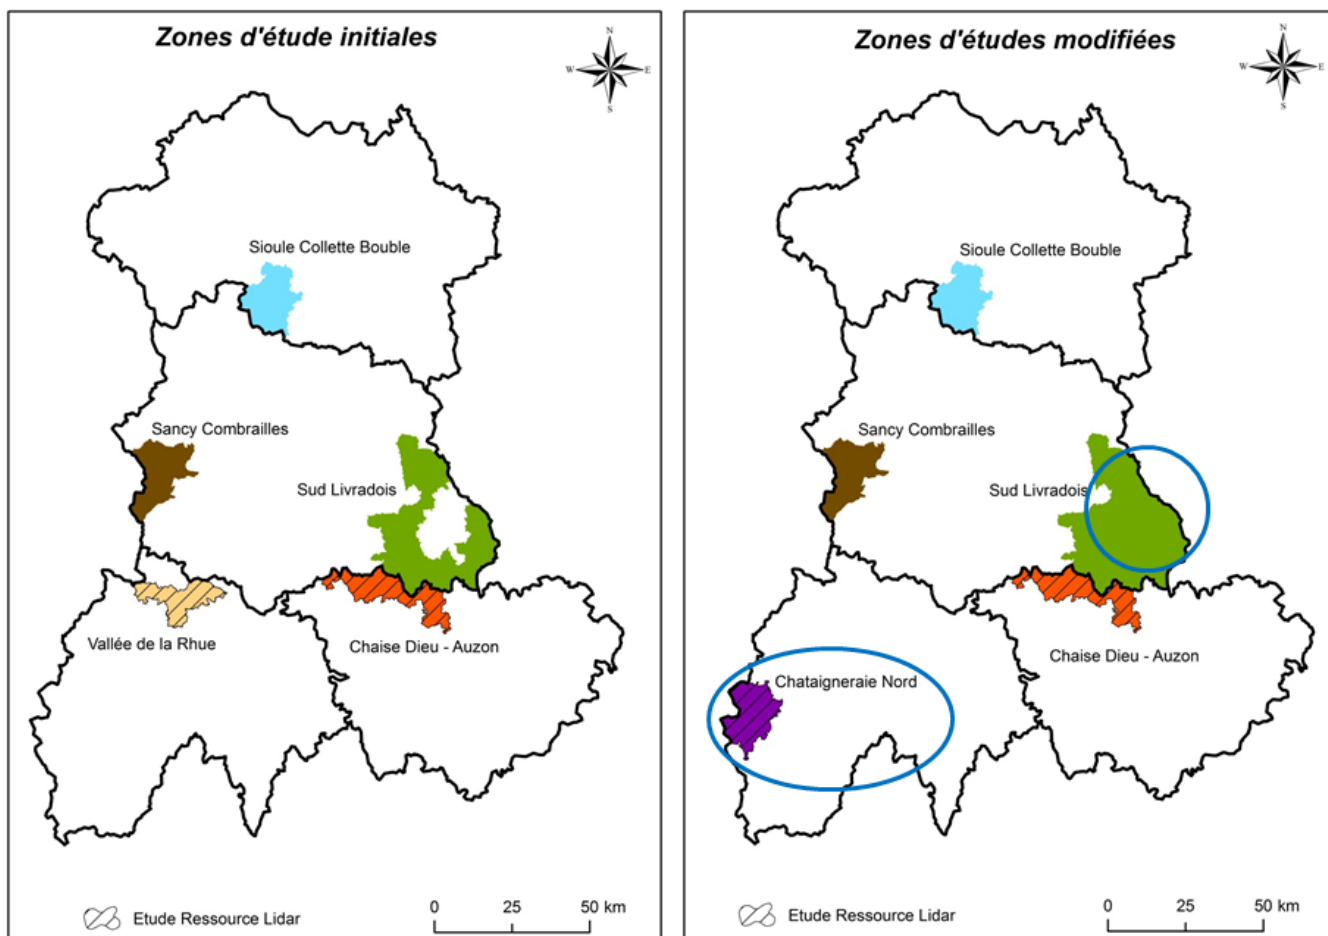 Zones d'étude initiales
N
W E
S
Sioule Collette Bouble
Sancy Combrailles
Sud Livradois
Vallée de la Rhue
Chaise Dieu - Auzon
Etude Ressource Lidar
0 25 50 km
Zones d'études modifiées
N
W E
S
Sioule Collette Bouble
Sancy Combrailles
Sud Livradois
Chaise Dieu - Auzon
Chataigneraie Nord
Etude Ressource Lidar
0 25 50 km